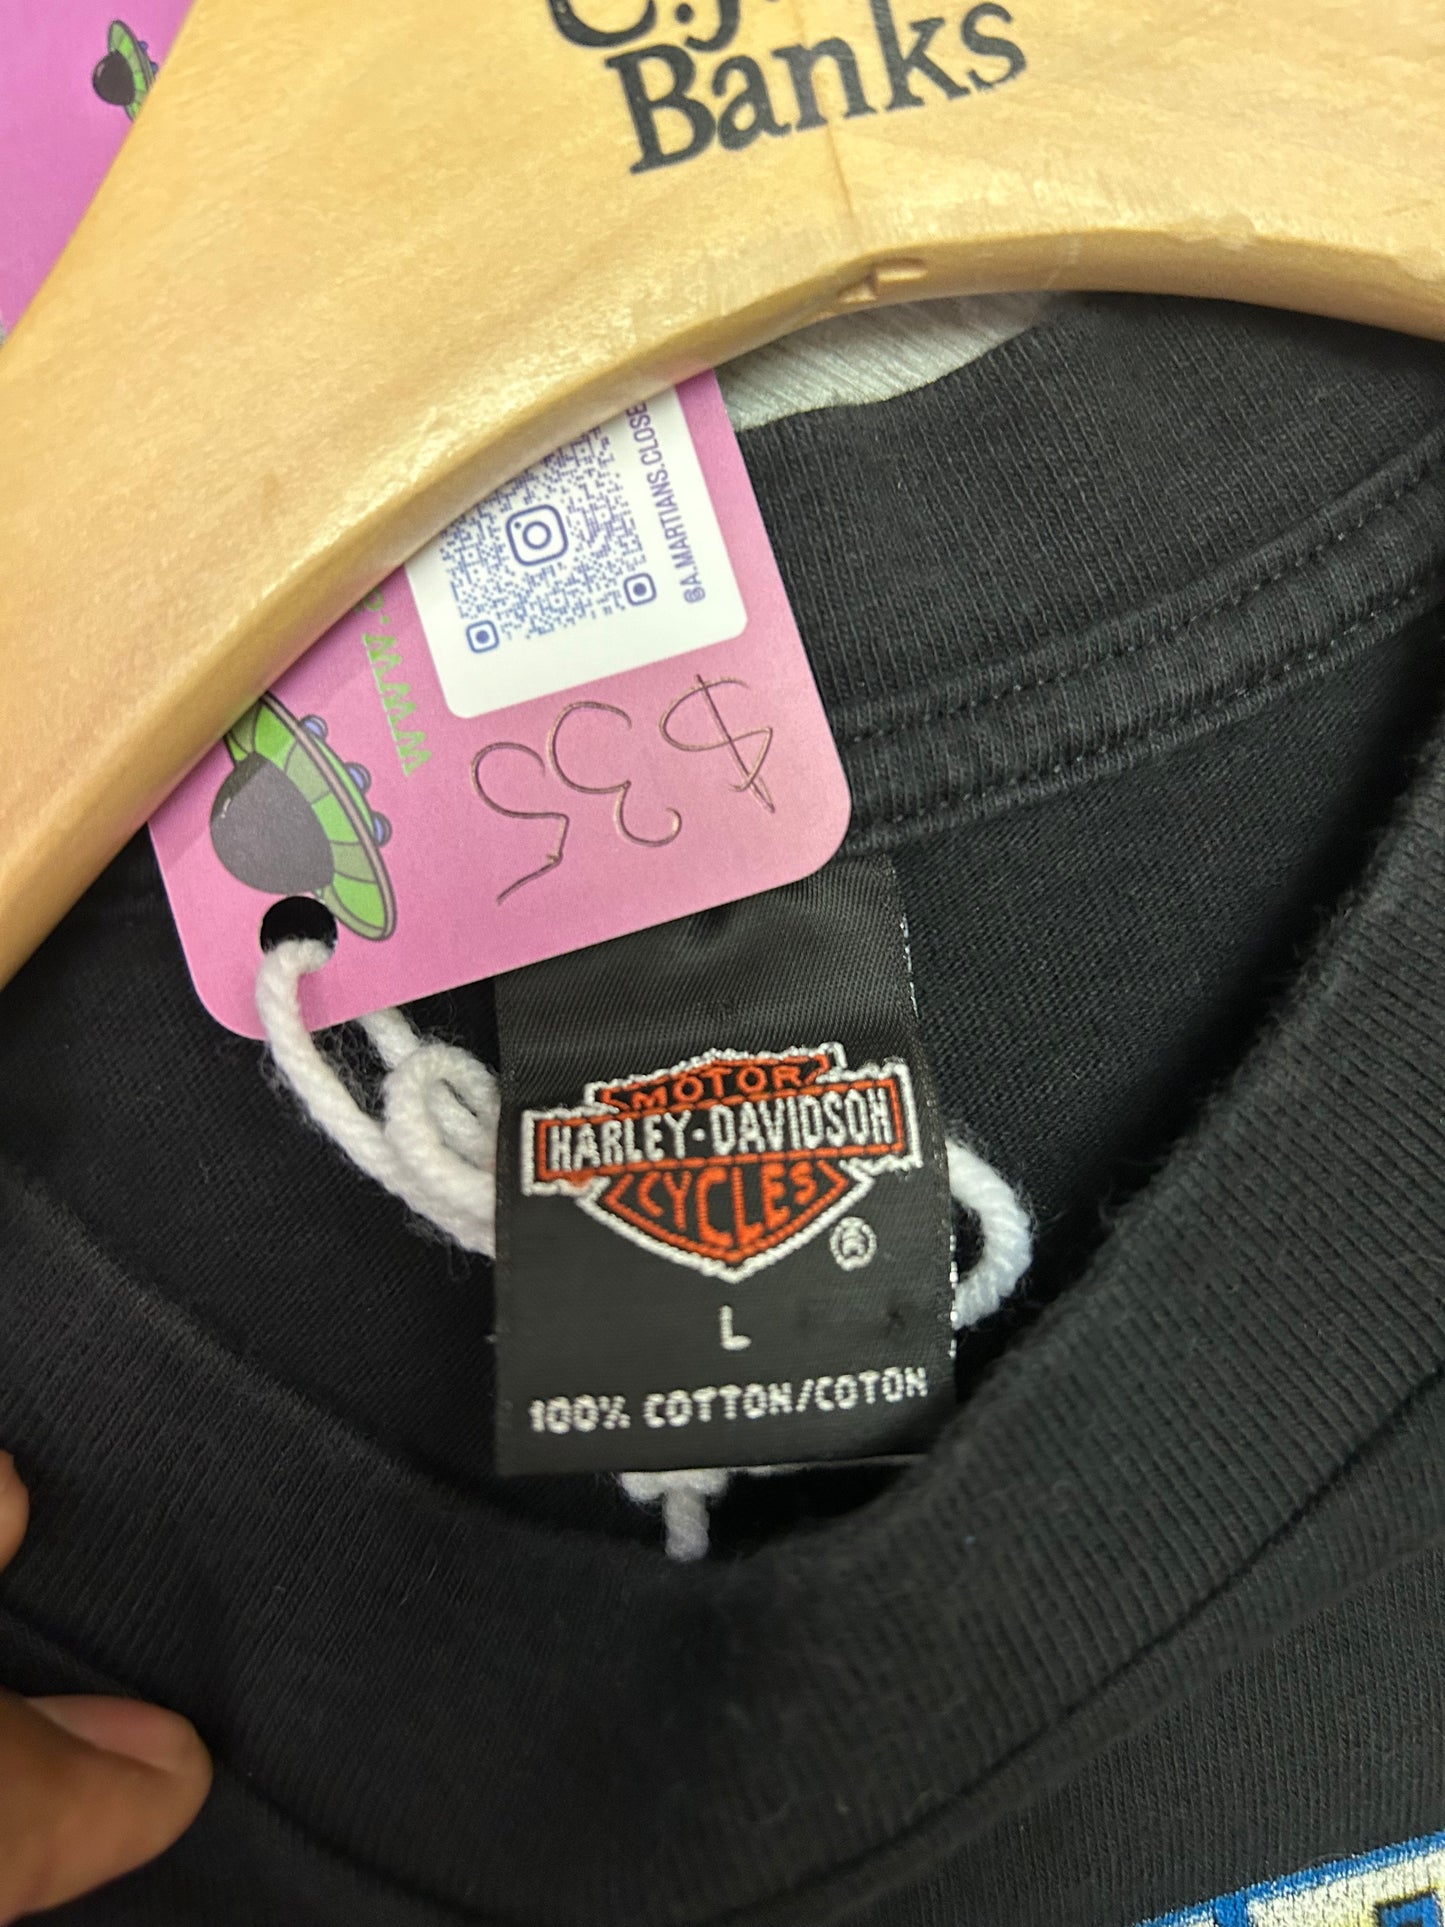 C.J.
Banks
@A.MARTIANS.CLOSE
www.
$35
MOTOR
HARLEY-DAVIDSON
CYCLES
®
L
100% COTTON/COTON